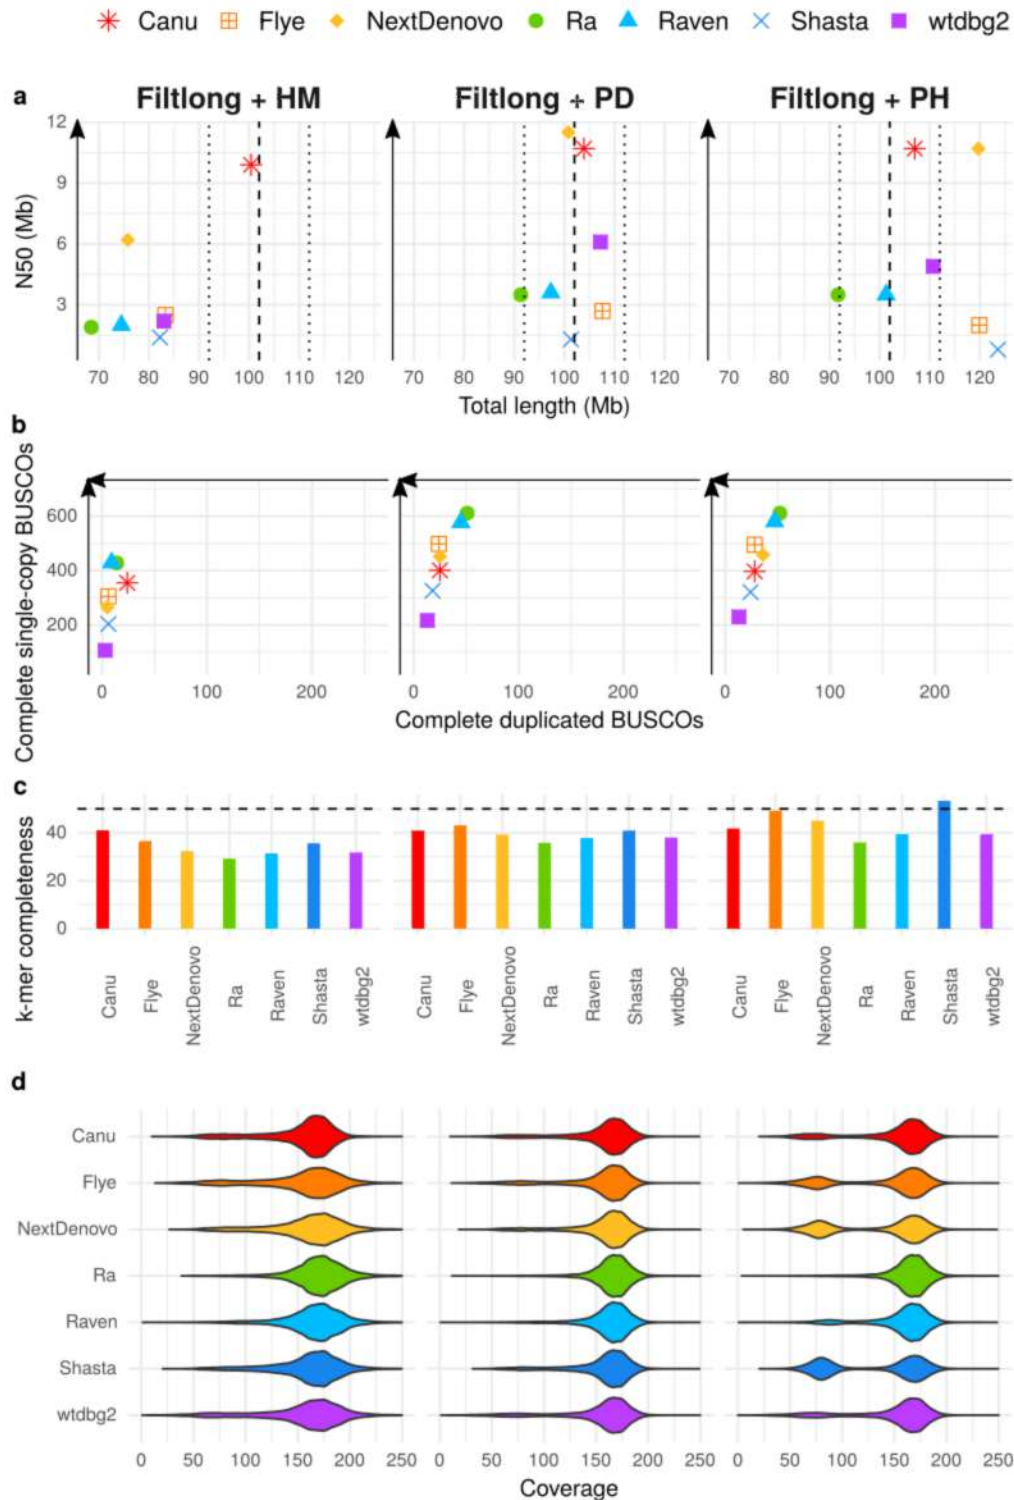 Canu Flye NextDenovo Ra Raven Shasta wtdbg2
a
Filtlong + HM Filtlong + PD Filtlong + PH
N50 (Mb)
12
9
6
3
70 80 90 100 110 120 70 80 90 100 110 120 70 80 90 100 110 120
Total length (Mb)
b
Complete single-copy BUSCOs
600
400
200
0 100 200 0 100 200 0 100 200
Complete duplicated BUSCOs
c
k-mer completeness
40
20
0
Canu Flye NextDenovo Ra Raven Shasta wtdbg2 Canu Flye NextDenovo Ra Raven Shasta wtdbg2 Canu Flye NextDenovo Ra Raven Shasta wtdbg2
d
Canu
Flye
NextDenovo
Ra
Raven
Shasta
wtdbg2
0 50 100 150 200 250 0 50 100 150 200 250 0 50 100 150 200 250
Coverage